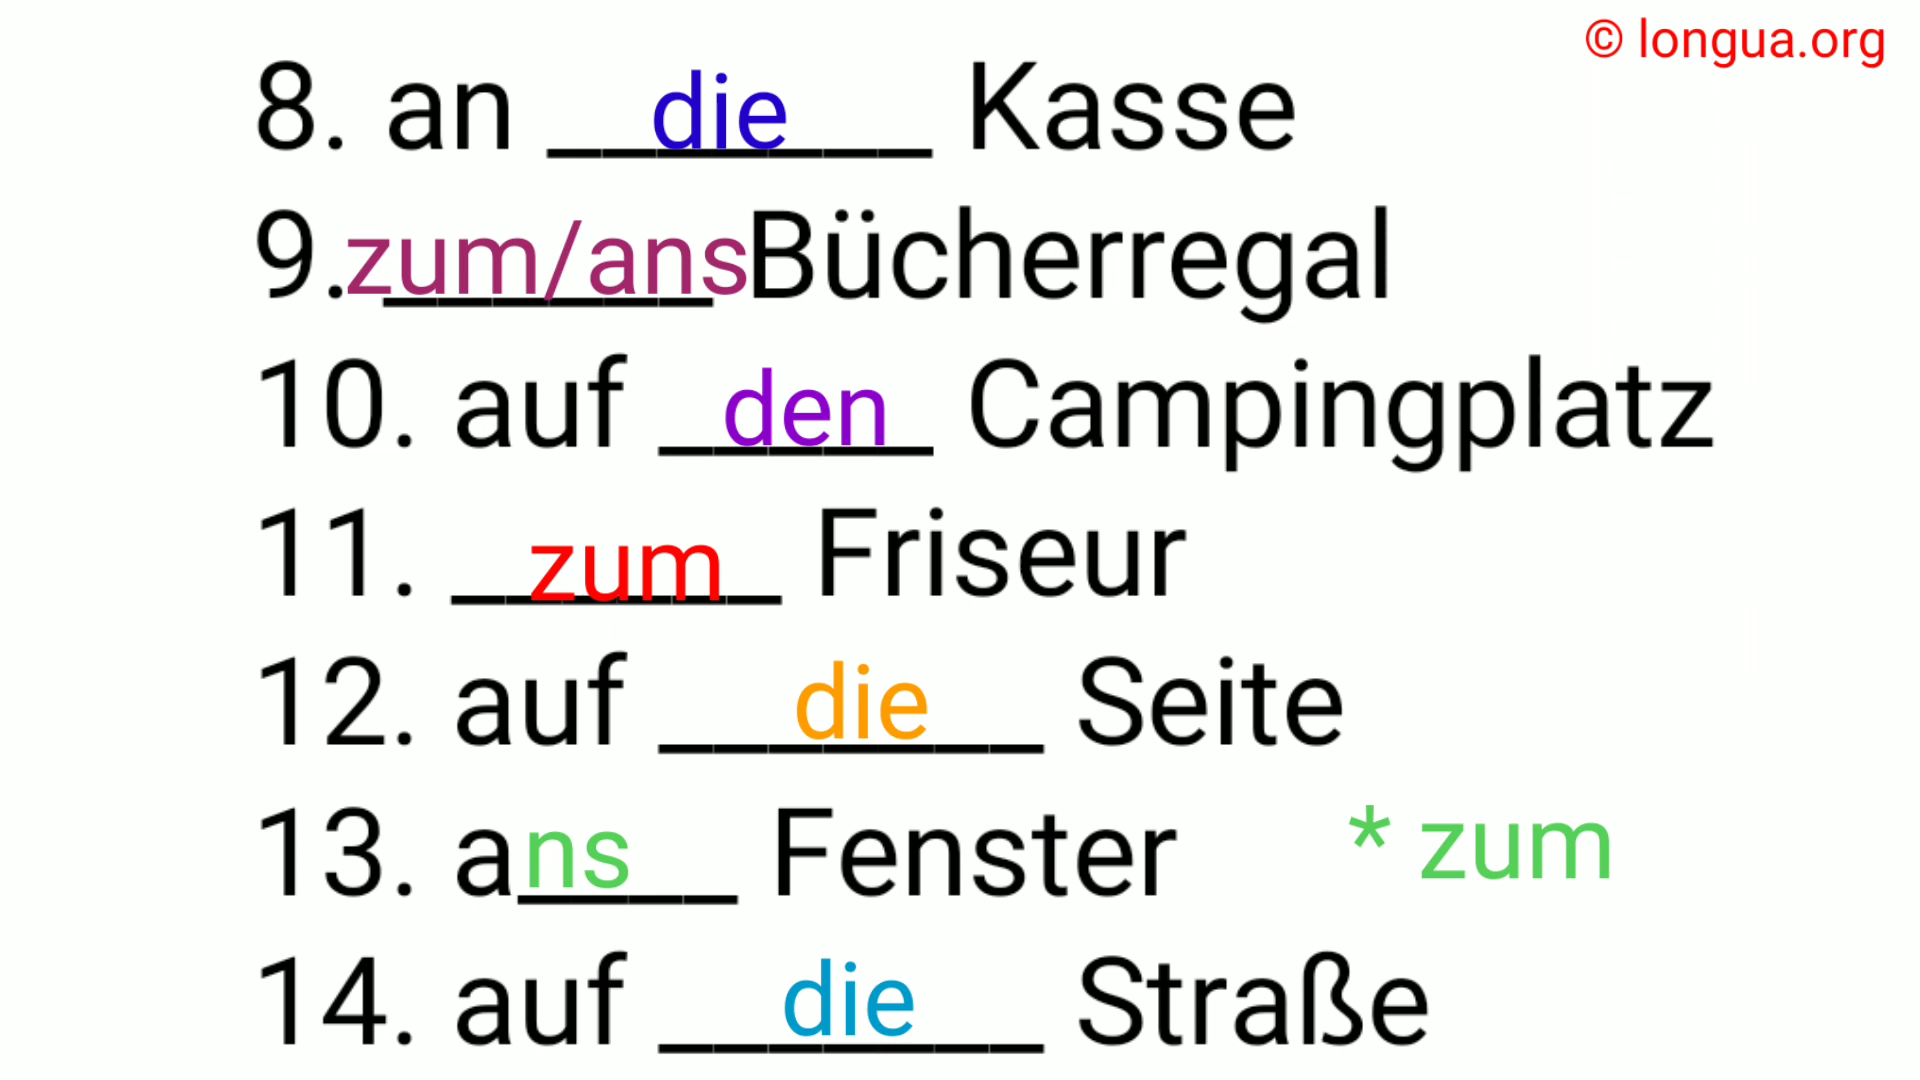 © longua.org
8. an die Kasse
9. zum/ans Bücherregal
10. auf den Campingplatz
11. zum Friseur
12. auf die Seite
13. ans Fenster * zum
14. auf die Straße